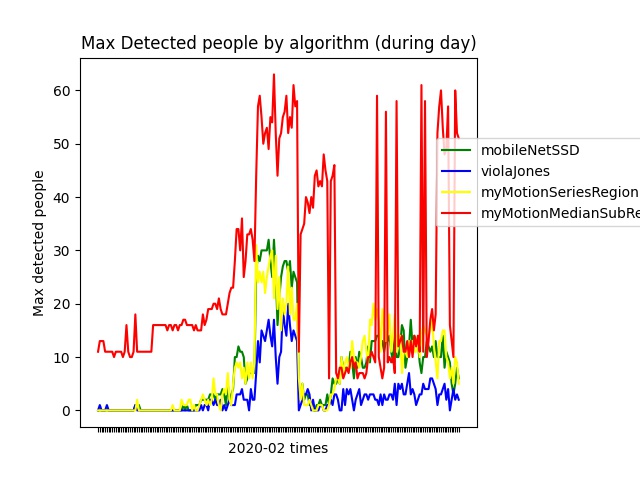 Max Detected people by algorithm (during day)
Max detected people
60
50
40
30
20
10
0
mobileNetSSD
violaJones
myMotionSeriesRegion
myMotionMedianSubRe
2020-02 times